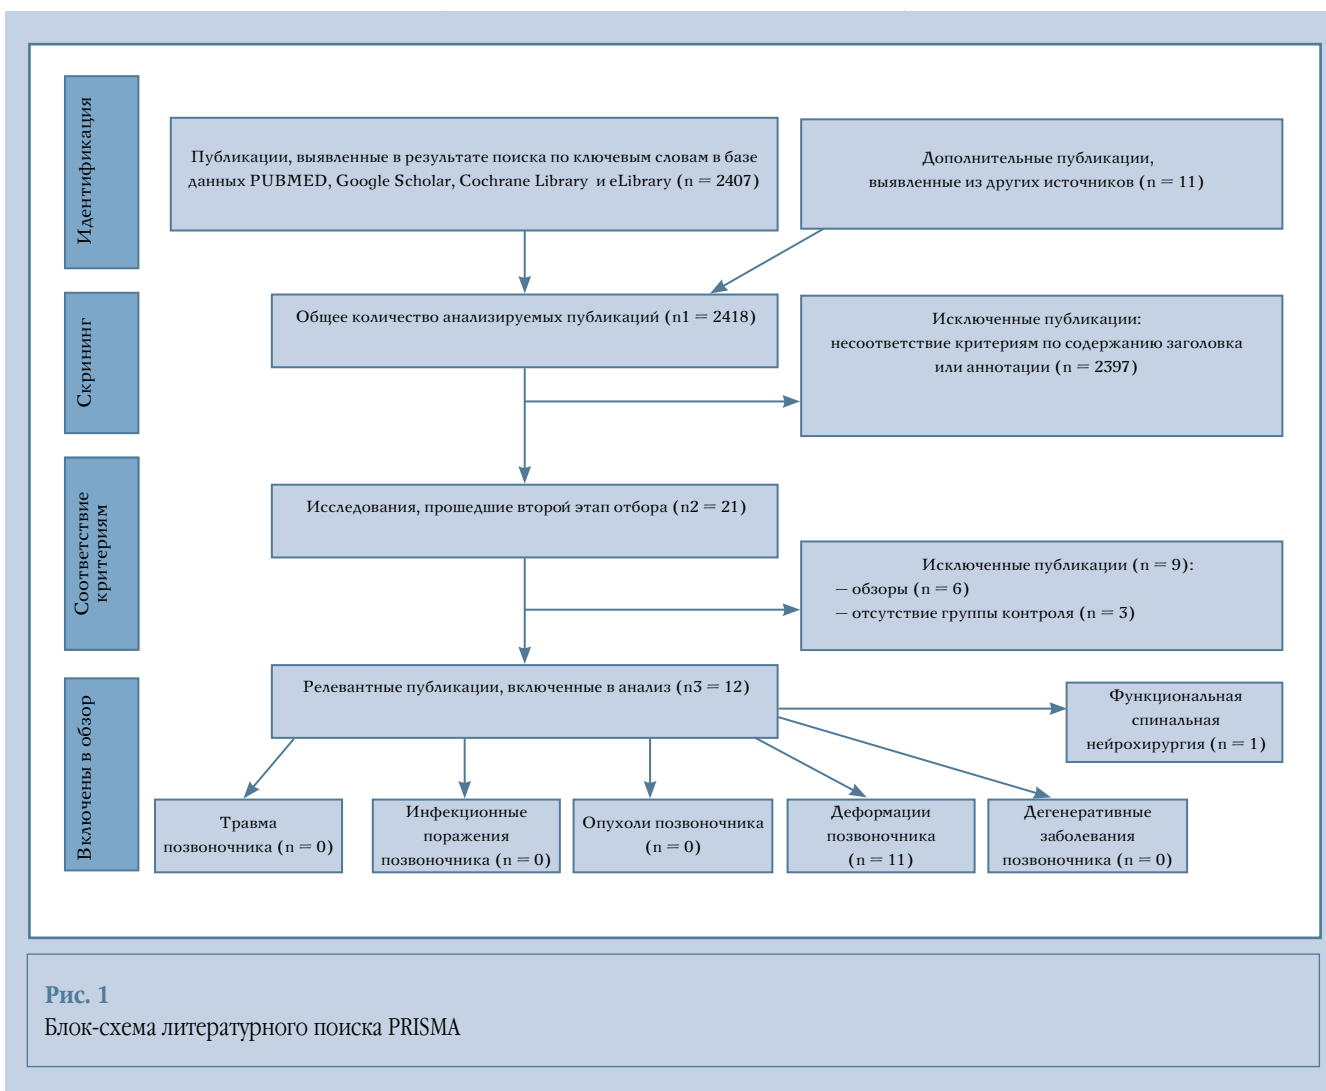 Идентификация
Публикации, выявленные в результате поиска по ключевым словам в базе
данных PUBMED, Google Scholar, Cochrane Library и eLibrary (n = 2407)
Дополнительные публикации,
выявленные из других источников (n = 11)
Скрининг
Общее количество анализируемых публикаций (n1 = 2418)
Исключенные публикации:
несоответствие критериям по содержанию заголовка
или аннотации (n = 2397)
Соответствие
критериям
Исследования, прошедшие второй этап отбора (n2 = 21)
Исключенные публикации (n = 9):
– обзоры (n = 6)
– отсутствие группы контроля (n = 3)
Включены в обзор
Релевантные публикации, включенные в анализ (n3 = 12)
Функциональная
спинальная
нейрохирургия (n = 1)
Травма
позвоночника (n = 0)
Инфекционные
поражения
позвоночника (n = 0)
Опухоли позвоночника
(n = 0)
Деформации
позвоночника
(n = 11)
Дегенеративные
заболевания
позвоночника (n = 0)
Рис. 1
Блок-схема литературного поиска PRISMA